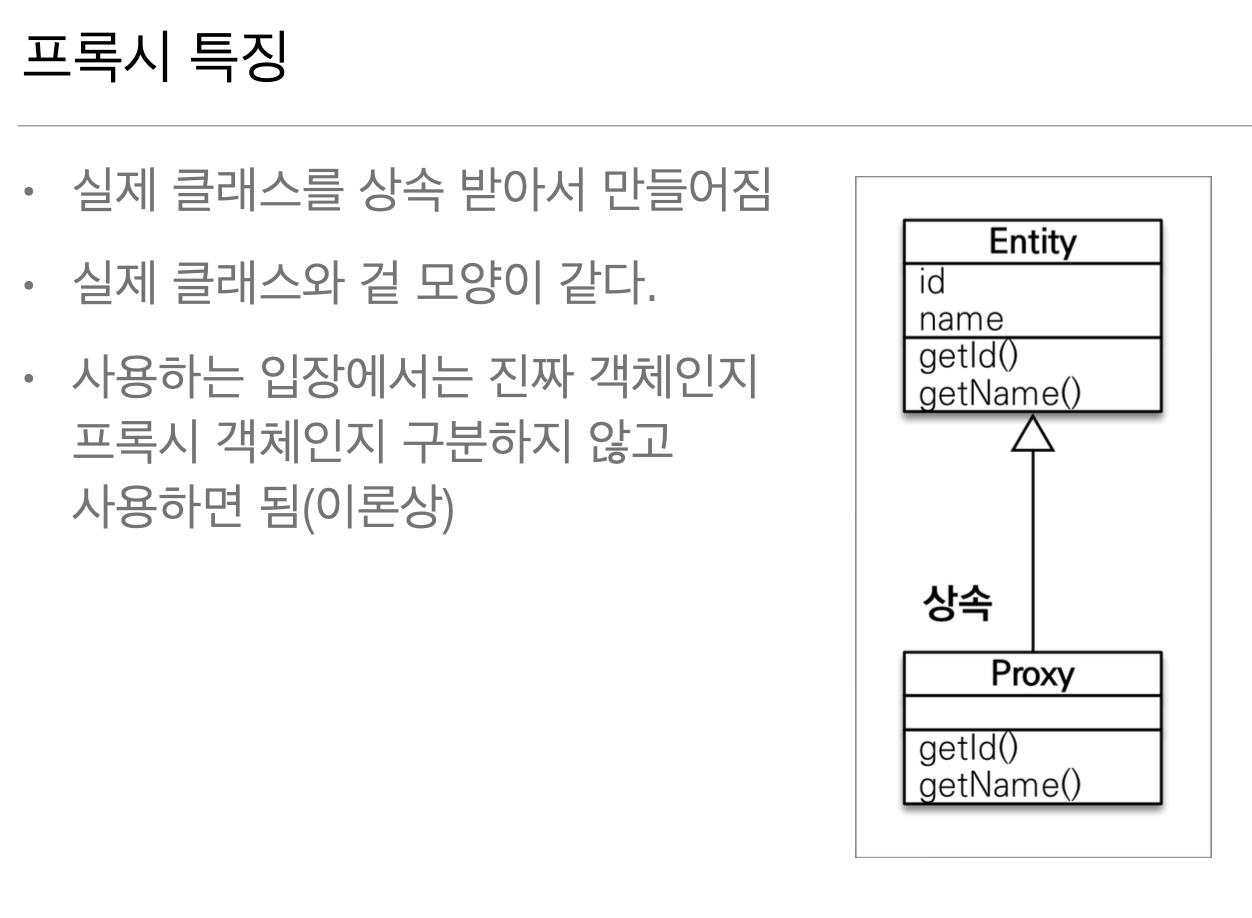 프록시 특징
• 실제 클래스를 상속 받아서 만들어짐
• 실제 클래스와 겉 모양이 같다.
• 사용하는 입장에서는 진짜 객체인지
프록시 객체인지 구분하지 않고
사용하면 됨(이론상)
Entity
id
name
getId()
getName()
상속
Proxy
getId()
getName()